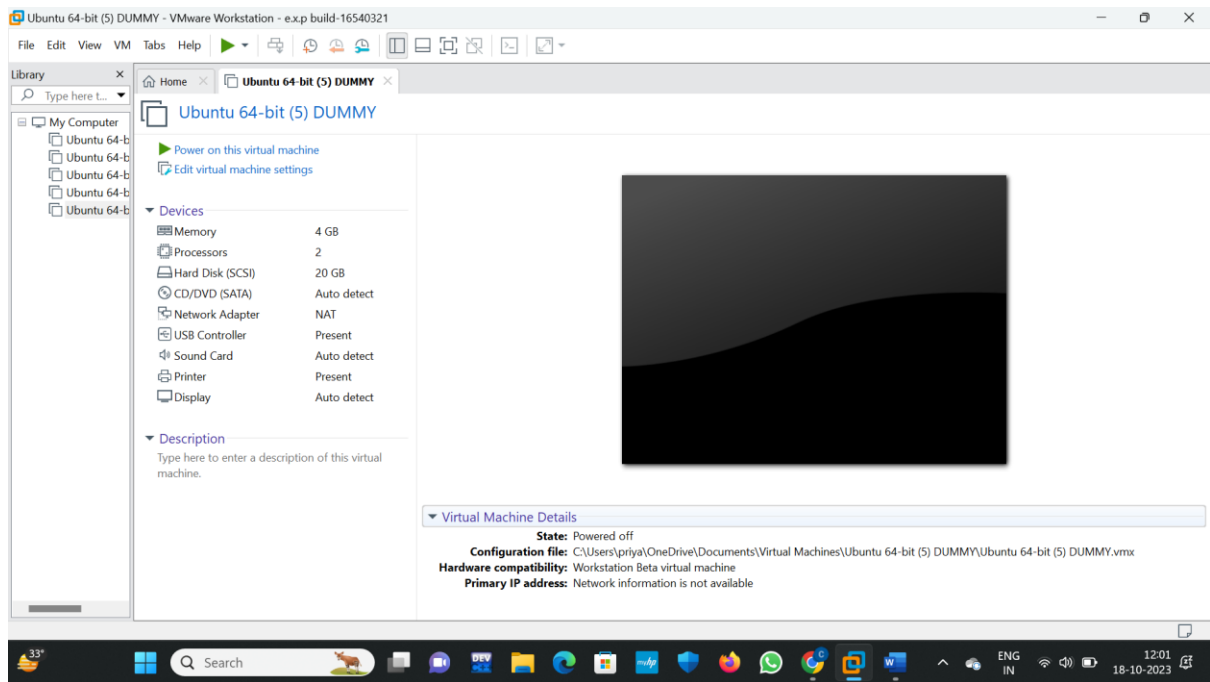 Ubuntu 64-bit (5) DUMMY - VMware Workstation - e.x.p build-16540321
File Edit View VM Tabs Help
Library
Home
Ubuntu 64-bit (5) DUMMY
Type here t...
Ubuntu 64-bit (5) DUMMY
My Computer
Ubuntu 64-b
Ubuntu 64-b
Ubuntu 64-b
Ubuntu 64-b
Ubuntu 64-b
Power on this virtual machine
Edit virtual machine settings
Devices
Memory 4 GB
Processors 2
Hard Disk (SCSI) 20 GB
CD/DVD (SATA) Auto detect
Network Adapter NAT
USB Controller Present
Sound Card Auto detect
Printer Present
Display Auto detect
Description
Type here to enter a description of this virtual
machine.
Virtual Machine Details
State: Powered off
Configuration file: C:\Users\priya\OneDrive\Documents\Virtual Machines\Ubuntu 64-bit (5) DUMMY\Ubuntu 64-bit (5) DUMMY.vmx
Hardware compatibility: Workstation Beta virtual machine
Primary IP address: Network information is not available
33°
Search
DEV
mhp
C
W
ENG
IN
12:01
18-10-2023